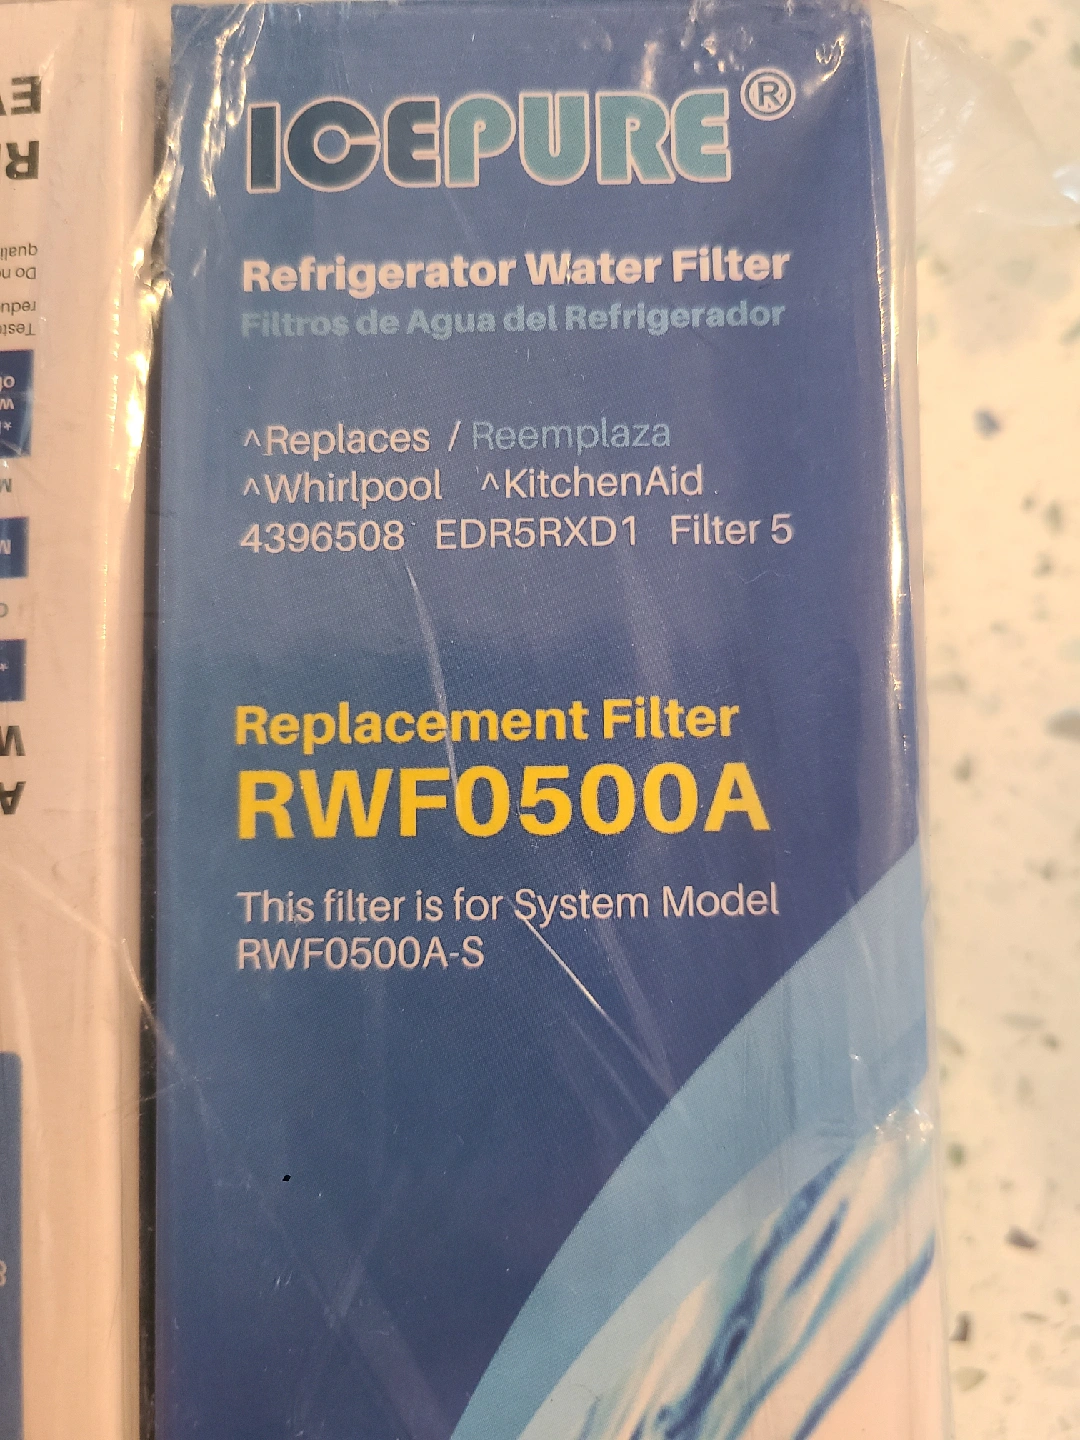 ICEPURE®
Refrigerator Water Filter
Filtros de Agua del Refrigerador
^Replaces / Reemplaza
^Whirlpool ^KitchenAid
4396508 EDR5RXD1 Filter 5
Replacement Filter
RWF0500A
This filter is for System Model
RWF0500A-S